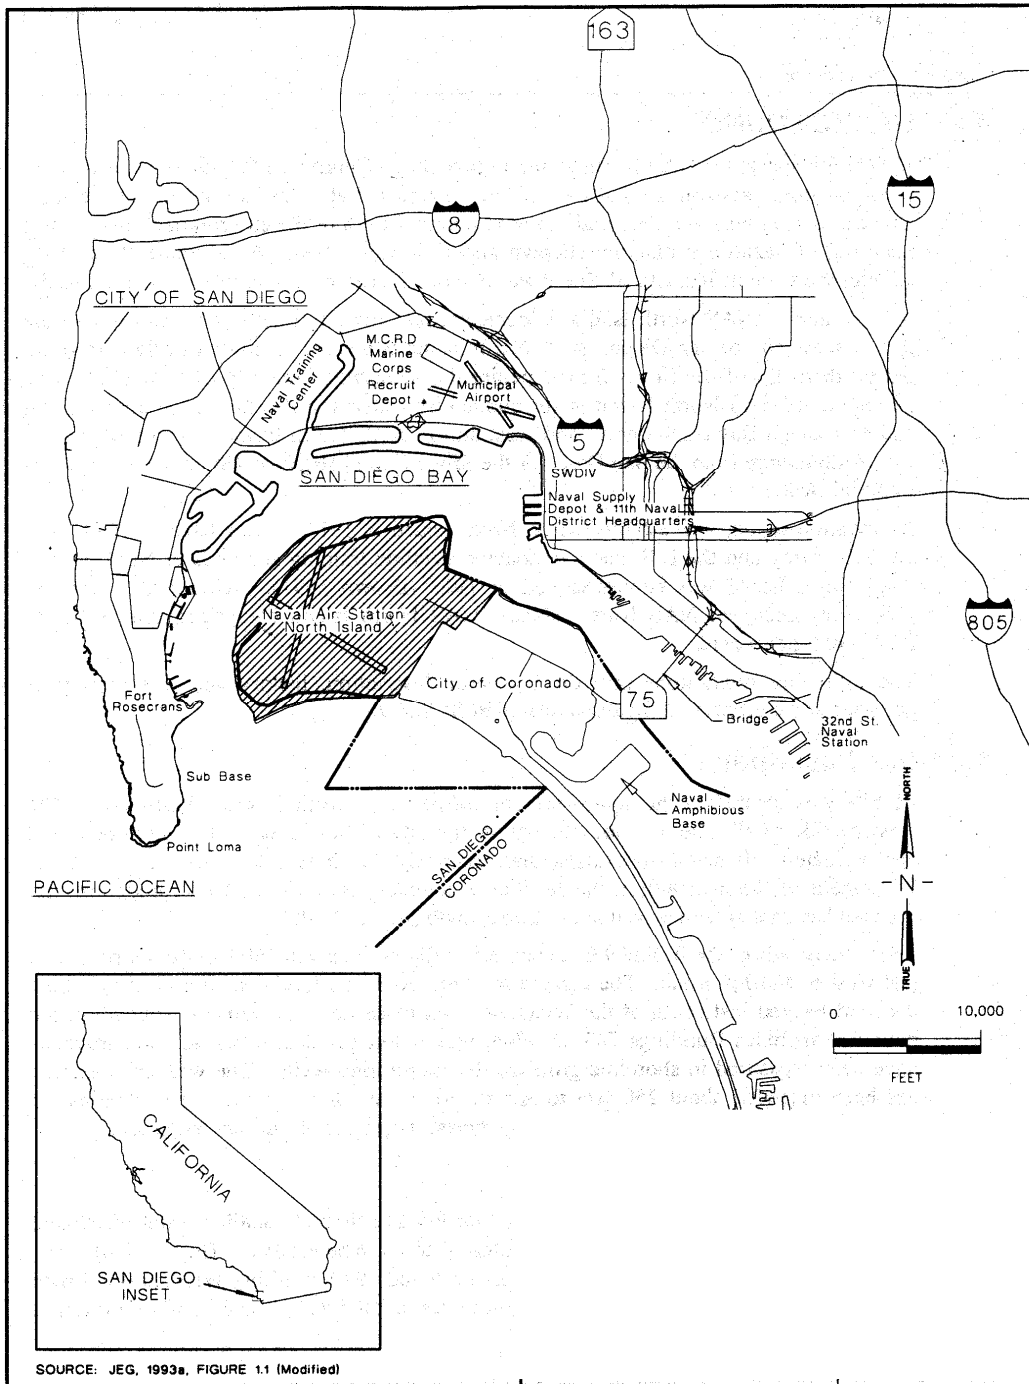 163
15
8
CITY OF SAN DIEGO
M.C.R.D
Marine
Corps
Recruit
Depot
Naval Training
Center
Municipal
Airport
5
SAN DIEGO BAY
SWDIV
Naval Supply
Depot & 11th Naval
District Headquarters
Naval Air Station
North Island
805
City of Coronado
75
Fort
Rosecrans
Bridge
32nd St.
Naval
Station
Sub Base
Naval
Amphibious
Base
Point Loma
SAN DIEGO
CORONADO
PACIFIC OCEAN
NORTH
-N-
TRUE
0 10,000
FEET
CALIFORNIA
SAN DIEGO
INSET
SOURCE: JEG, 1993a, FIGURE 1.1 (Modified)